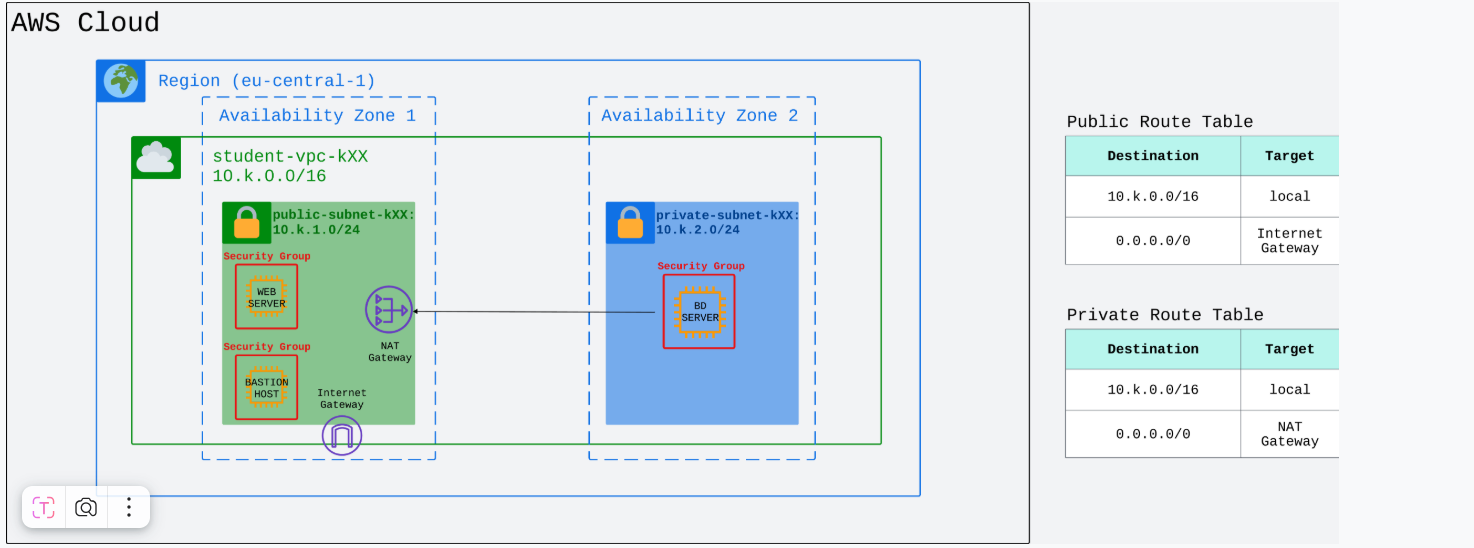 AWS Cloud
Region (eu-central-1)
Availability Zone 1
Availability Zone 2
student-vpc-kXX
10.k.0.0/16
public-subnet-kXX:
10.k.1.0/24
Security Group
WEB
SERVER
NAT
Gateway
Security Group
BASTION
HOST
Internet
Gateway
private-subnet-kXX:
10.k.2.0/24
Security Group
BD
SERVER
Public Route Table
Destination Target
10.k.0.0/16 local
0.0.0.0/0 Internet
Gateway
Private Route Table
Destination Target
10.k.0.0/16 local
0.0.0.0/0 NAT
Gateway
T